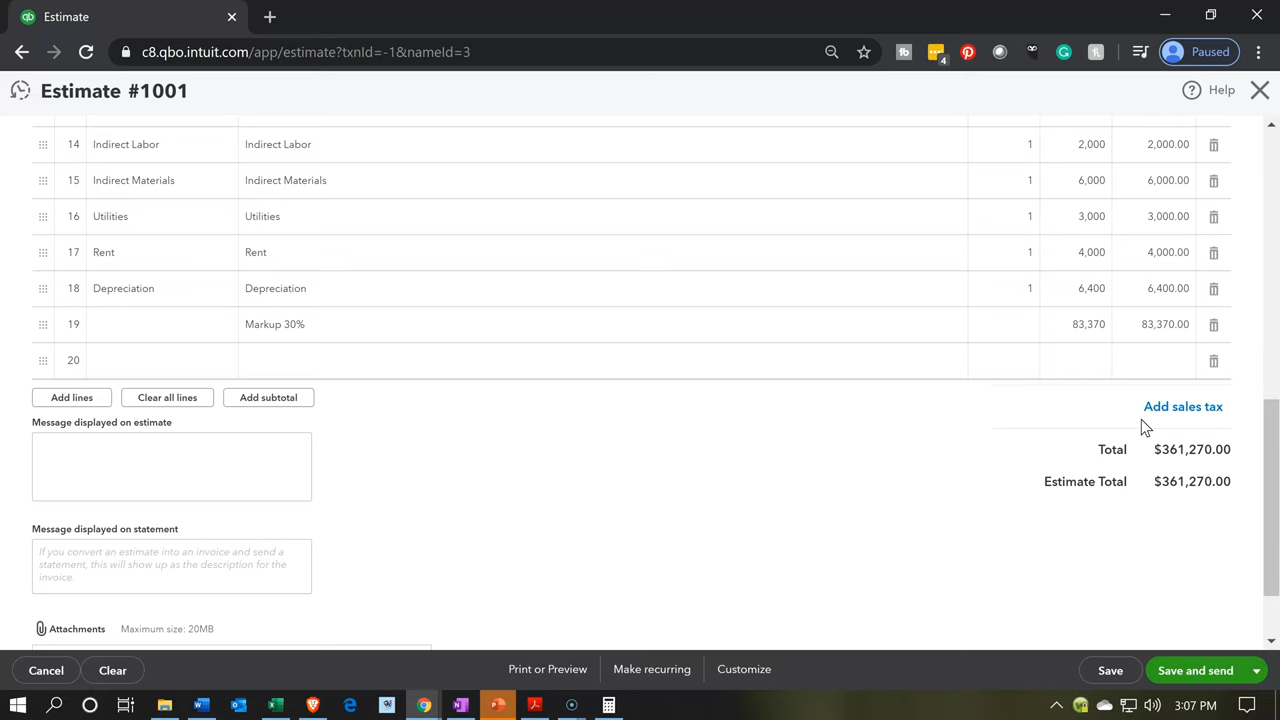 Estimate
c8.qbo.intuit.com/app/estimate?txnId=-1&nameId=3
4
Paused
Estimate #1001
Help
14 Indirect Labor Indirect Labor 1 2,000 2,000.00
15 Indirect Materials Indirect Materials 1 6,000 6,000.00
16 Utilities Utilities 1 3,000 3,000.00
17 Rent Rent 1 4,000 4,000.00
18 Depreciation Depreciation 1 6,400 6,400.00
19 Markup 30% 83,370 83,370.00
20
Add lines Clear all lines Add subtotal
Add sales tax
Message displayed on estimate
Total $361,270.00
Estimate Total $361,270.00
Message displayed on statement
If you convert an estimate into an invoice and send a
statement, this will show up as the description for the
invoice.
Attachments Maximum size: 20MB
Cancel Clear Print or Preview Make recurring Customize Save Save and send
3:07 PM